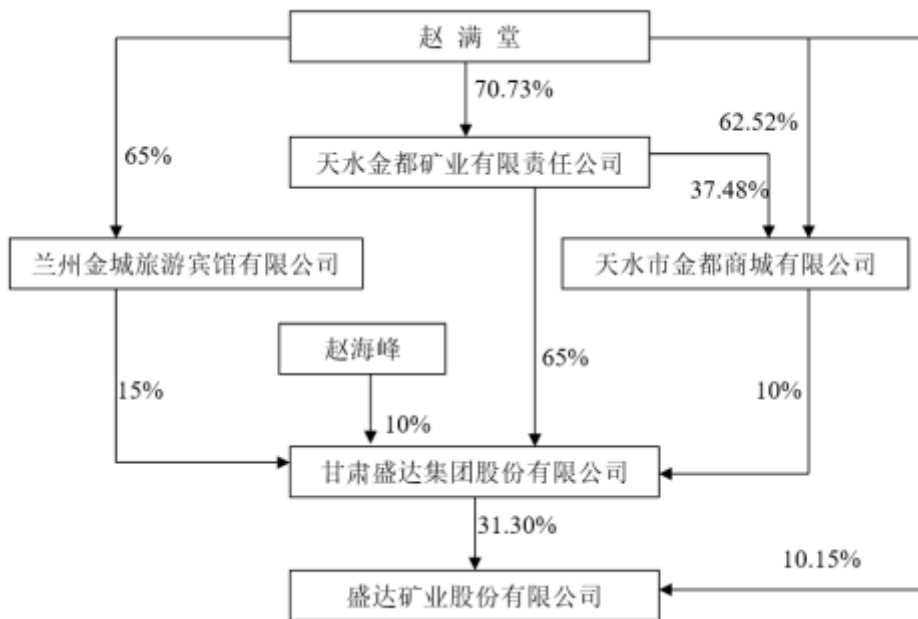 赵 满 堂
70.73%
62.52%
65%
天水金都矿业有限责任公司
37.48%
兰州金城旅游宾馆有限公司
天水市金都商城有限公司
赵海峰
65%
15%
10%
10%
甘肃盛达集团股份有限公司
31.30%
10.15%
盛达矿业股份有限公司